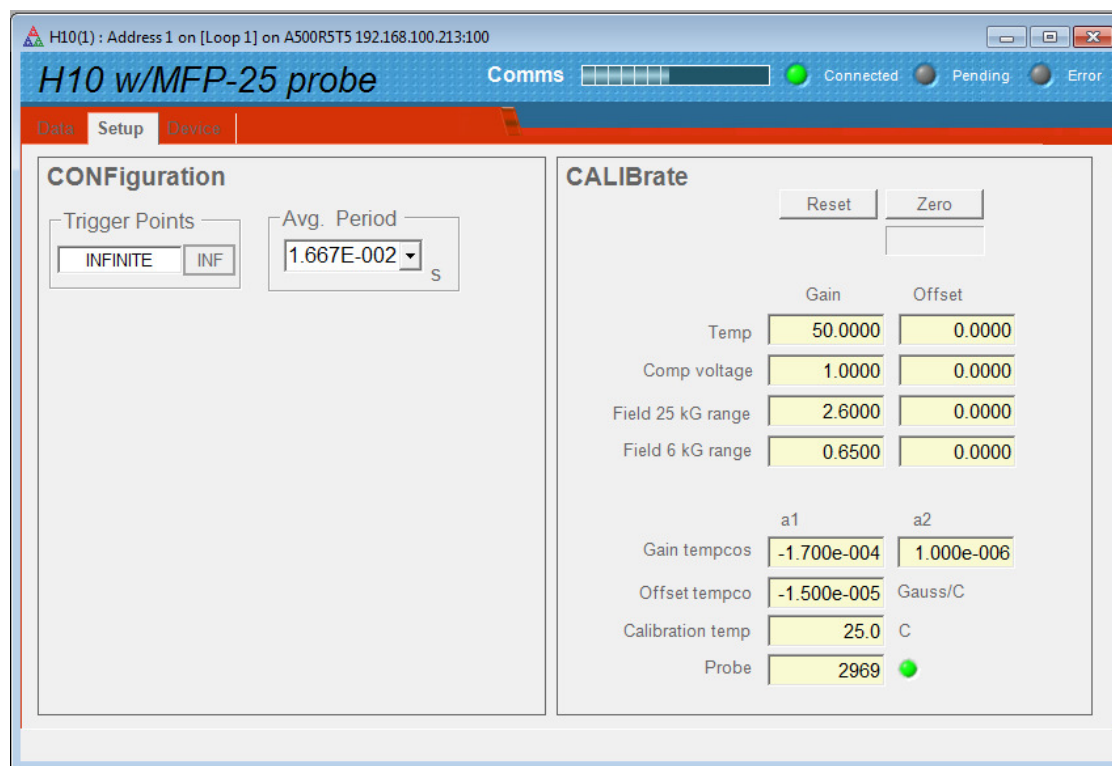 H10(1) : Address 1 on [Loop 1] on A500R5T5 192.168.100.213:100
H10 w/MFP-25 probe
Comms
Connected
Pending
Error
Data
Setup
Device
CONFiguration
Trigger Points
INFINITE
INF
Avg. Period
1.667E-002
s
CALIBrate
Reset
Zero
Gain Offset
Temp 50.0000 0.0000
Comp voltage 1.0000 0.0000
Field 25 kG range 2.6000 0.0000
Field 6 kG range 0.6500 0.0000
a1 a2
Gain tempcos -1.700e-004 1.000e-006
Offset tempco -1.500e-005 Gauss/C
Calibration temp 25.0 C
Probe 2969